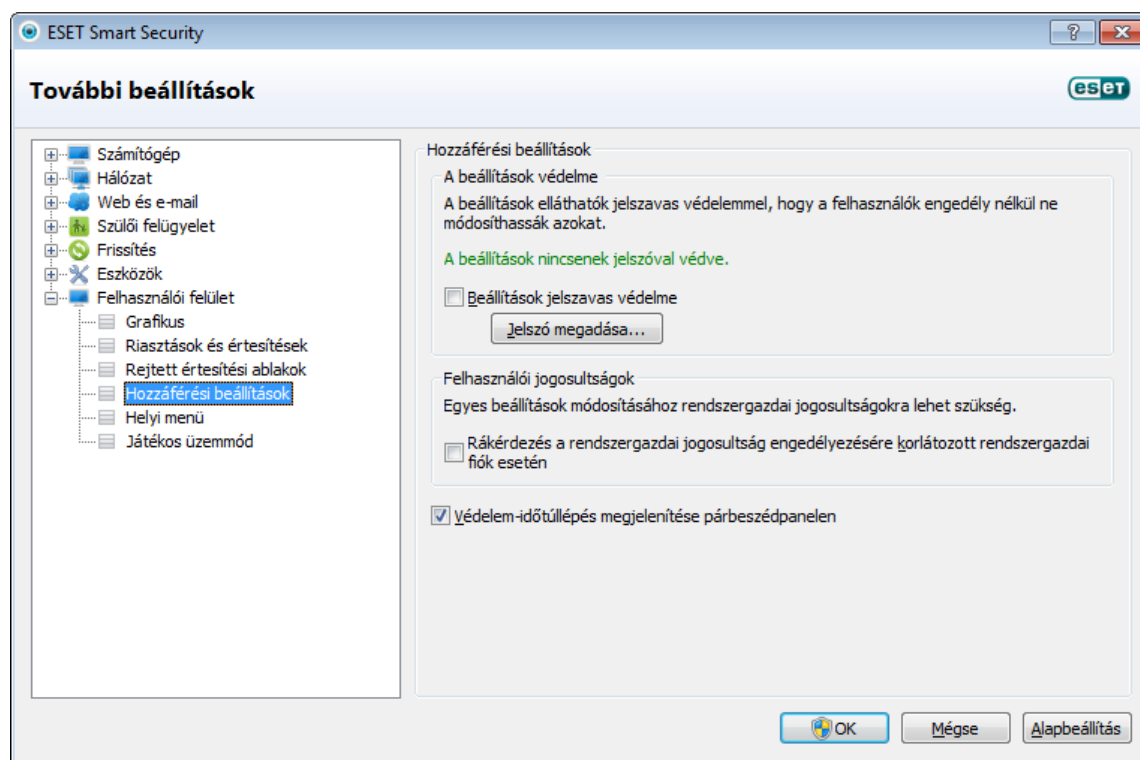 ESET Smart Security
További beállítások
eset
Számítógép
Hálózat
Web és e-mail
Szülői felügyelet
Frissítés
Eszközök
Felhasználói felület
Grafikus
Riasztások és értesítések
Rejtett értesítési ablakok
Hozzáférési beállítások
Helyi menü
Játékos üzemmód
Hozzáférési beállítások
A beállítások védelme
A beállítások elláthatók jelszavas védelemmel, hogy a felhasználók engedély nélkül ne
módosíthassák azokat.
A beállítások nincsenek jelszóval védve.
Beállítások jelszavas védelme
Jelszó megadása...
Felhasználói jogosultságok
Egyes beállítások módosításához rendszergazdai jogosultságokra lehet szükség.
Rákérdezés a rendszergazdai jogosultság engedélyezésére korlátozott rendszergazdai
fiók esetén
Védelem-időtúllépés megjelenítése párbeszédpanelen
OK
Mégse
Alapbeállítás